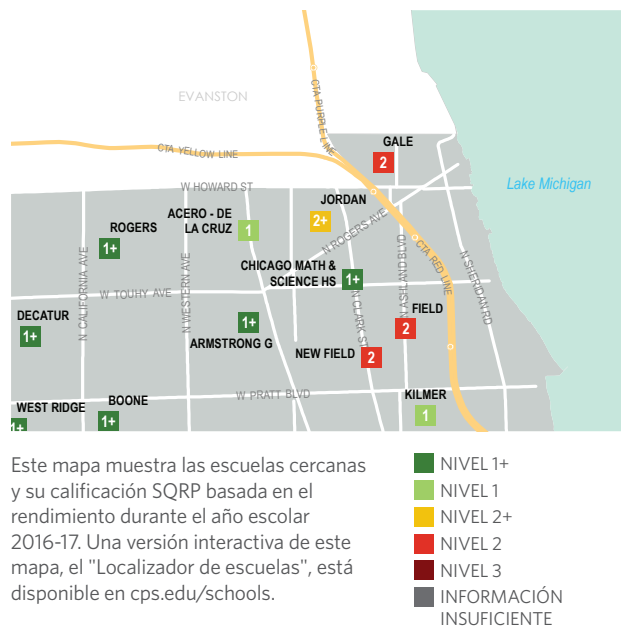 EVANSTON
CTA PURPLE LINE
CTA YELLOW LINE
GALE
2
Lake Michigan
W HOWARD ST
JORDAN
2+
ACERO - DE
LA CRUZ
1
ROGERS
1+
N ROGERS AVE
CHICAGO MATH &
SCIENCE HS
1+
CTA RED LINE
N SHERIDAN RD
N CALIFORNIA AVE
N WESTERN AVE
N CLARK ST
N ASHLAND BLVD
W TOUHY AVE
DECATUR
1+
1+
ARMSTRONG G
FIELD
2
NEW FIELD
2
W PRATT BLVD
WEST RIDGE
1+
BOONE
1+
KILMER
1
Este mapa muestra las escuelas cercanas
y su calificación SQRP basada en el
rendimiento durante el año escolar
2016-17. Una versión interactiva de este
mapa, el "Localizador de escuelas", está
disponible en cps.edu/schools.
NIVEL 1+
NIVEL 1
NIVEL 2+
NIVEL 2
NIVEL 3
INFORMACIÓN
INSUFICIENTE